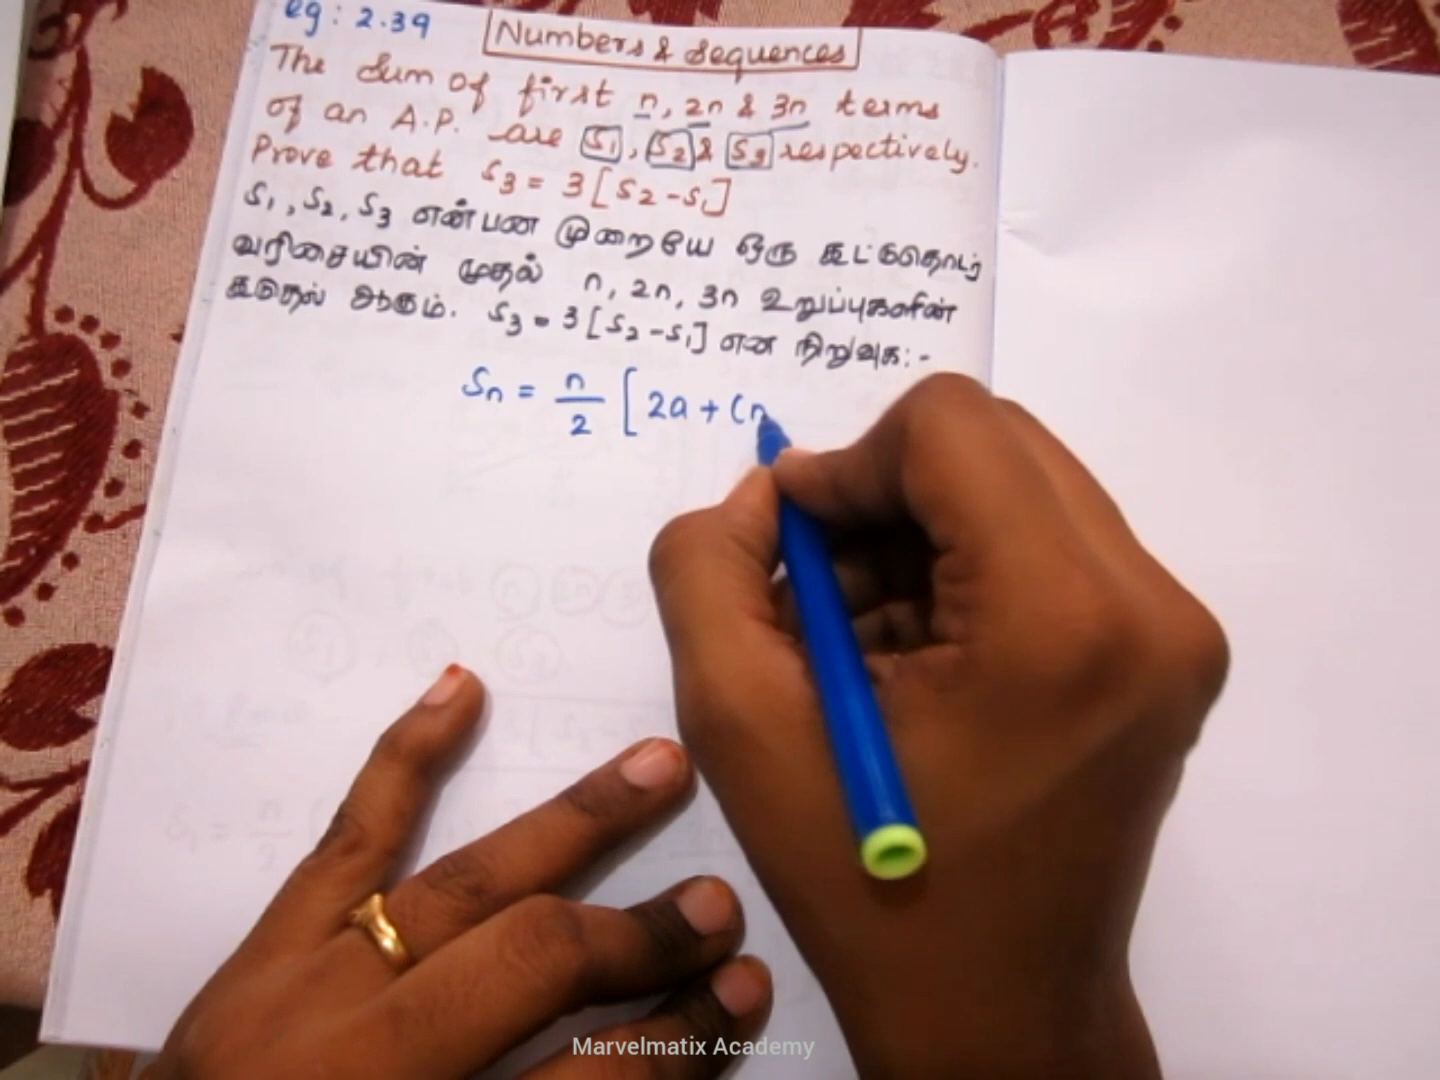 eg : 2.39
Numbers & Sequences
The Sum of first n, 2n & 3n terms
of an A.P. are S1, S2 & S3 respectively.
Prove that S3 = 3[S2 - S1]
S1, S2, S3 என்பன முறையே ஒரு கூட்டுதொடர்
வரிசையின் முதல் n, 2n, 3n உறுப்புகளின்
கூடுதல் ஆகும். S3 = 3[S2 - S1] என நிறுவுக:-
Sn = n/2 [2a + (n
Marvelmatix Academy